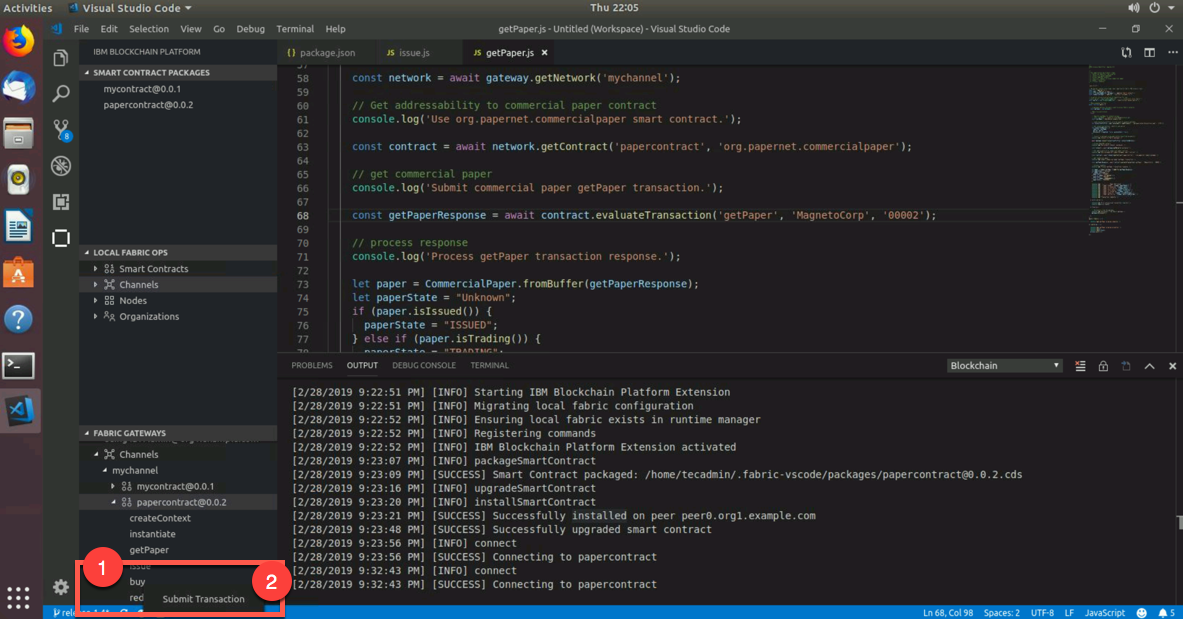 Activities
Visual Studio Code
Thu 22:05
File Edit Selection View Go Debug Terminal Help
getPaper.js - Untitled (Workspace) - Visual Studio Code
IBM BLOCKCHAIN PLATFORM
SMART CONTRACT PACKAGES
mycontract@0.0.1
papercontract@0.0.2
8
LOCAL FABRIC OPS
Smart Contracts
Channels
Nodes
Organizations
FABRIC GATEWAYS
Channels
mychannel
mycontract@0.0.1
papercontract@0.0.2
createContext
instantiate
getPaper
issue
buy
red
1
2
Submit Transaction
{} package.json
JS issue.js
JS getPaper.js
57
58 const network = await gateway.getNetwork('mychannel');
59
60 // Get addressability to commercial paper contract
61 console.log('Use org.papernet.commercialpaper smart contract.');
62
63 const contract = await network.getContract('papercontract', 'org.papernet.commercialpaper');
64
65 // get commercial paper
66 console.log('Submit commercial paper getPaper transaction.');
67
68 const getPaperResponse = await contract.evaluateTransaction('getPaper', 'MagnetoCorp', '00002');
69
70 // process response
71 console.log('Process getPaper transaction response.');
72
73 let paper = CommercialPaper.fromBuffer(getPaperResponse);
74 let paperState = "Unknown";
75 if (paper.isIssued()) {
76 paperState = "ISSUED";
77 } else if (paper.isTrading()) {
78 paperState = "TRADING";
PROBLEMS OUTPUT DEBUG CONSOLE TERMINAL
Blockchain
[2/28/2019 9:22:51 PM] [INFO] Starting IBM Blockchain Platform Extension
[2/28/2019 9:22:51 PM] [INFO] Migrating local fabric configuration
[2/28/2019 9:22:52 PM] [INFO] Ensuring local fabric exists in runtime manager
[2/28/2019 9:22:52 PM] [INFO] Registering commands
[2/28/2019 9:22:52 PM] [INFO] IBM Blockchain Platform Extension activated
[2/28/2019 9:23:07 PM] [INFO] packageSmartContract
[2/28/2019 9:23:09 PM] [SUCCESS] Smart Contract packaged: /home/tecadmin/.fabric-vscode/packages/papercontract@0.0.2.cds
[2/28/2019 9:23:16 PM] [INFO] upgradeSmartContract
[2/28/2019 9:23:20 PM] [INFO] installSmartContract
[2/28/2019 9:23:21 PM] [SUCCESS] Successfully installed on peer peer0.org1.example.com
[2/28/2019 9:23:48 PM] [SUCCESS] Successfully upgraded smart contract
[2/28/2019 9:23:56 PM] [INFO] connect
[2/28/2019 9:23:56 PM] [SUCCESS] Connecting to papercontract
[2/28/2019 9:32:43 PM] [INFO] connect
[2/28/2019 9:32:43 PM] [SUCCESS] Connecting to papercontract
Ln 68, Col 98 Spaces: 2 UTF-8 LF JavaScript 5